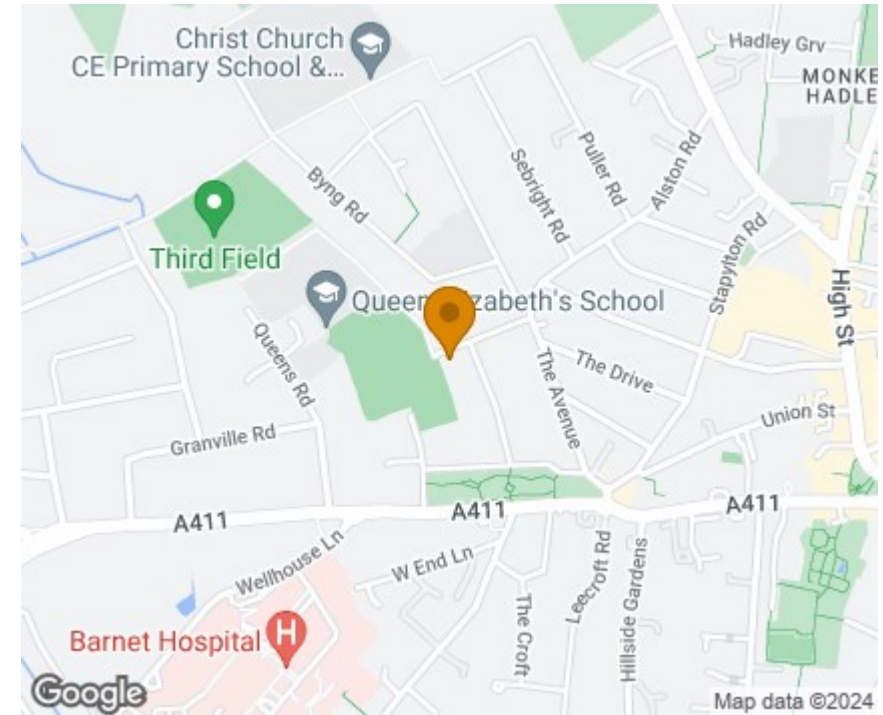 Christ Church
CE Primary School &...
Hadley Grv
MONKE
HADLE
Byng Rd
Sebright Rd
Puller Rd
Alston Rd
Third Field
Stapylton Rd
High St
Queen
izabeth's School
Queens Rd
The Avenue
The Drive
Granville Rd
Union St
A411
A411
A411
Wellhouse Ln
W End Ln
The Croft
Leecroft Rd
Hillside Gardens
Barnet Hospital
H
Google
Map data ©2024